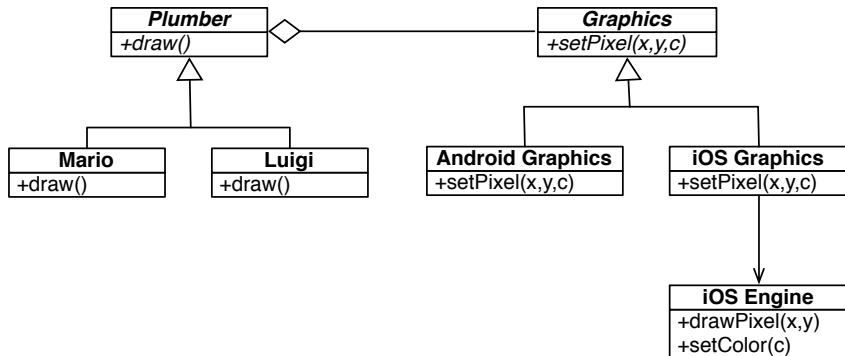 Plumber
+draw()
Graphics
+setPixel(x,y,c)
Mario
+draw()
Luigi
+draw()
Android Graphics
+setPixel(x,y,c)
iOS Graphics
+setPixel(x,y,c)
iOS Engine
+drawPixel(x,y)
+setColor(c)